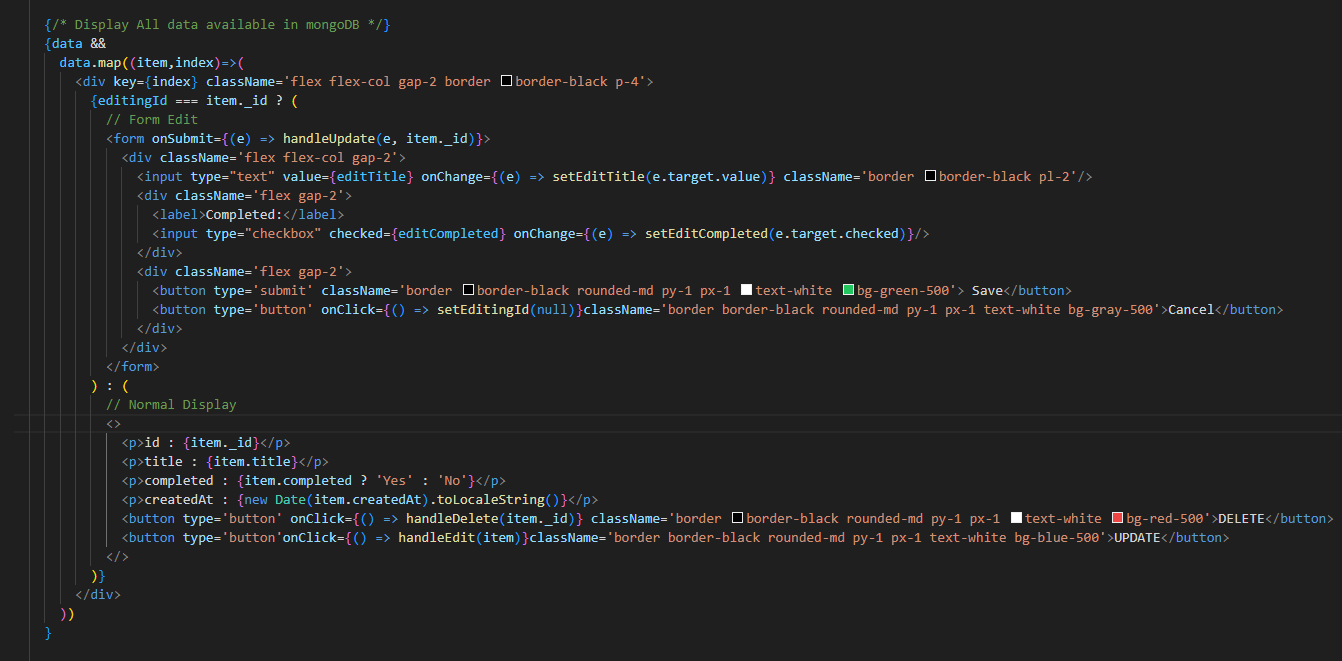 {/* Display All data available in mongoDB */}
{data &&
data.map((item,index)=>(
<div key={index} className='flex flex-col gap-2 border border-black p-4'>
{editingId === item._id ? (
// Form Edit
<form onSubmit={(e) => handleUpdate(e, item._id)}>
<div className='flex flex-col gap-2'>
<input type="text" value={editTitle} onChange={(e) => setEditTitle(e.target.value)} className='border border-black pl-2'/>
<div className='flex gap-2'>
<label>Completed:</label>
<input type="checkbox" checked={editCompleted} onChange={(e) => setEditCompleted(e.target.checked)}/>
</div>
<div className='flex gap-2'>
<button type='submit' className='border border-black rounded-md py-1 px-1 text-white bg-green-500'> Save</button>
<button type='button' onClick={() => setEditingId(null)}className='border border-black rounded-md py-1 px-1 text-white bg-gray-500'>Cancel</button>
</div>
</div>
</form>
) : (
// Normal Display
<>
<p>id : {item._id}</p>
<p>title : {item.title}</p>
<p>completed : {item.completed ? 'Yes' : 'No'}</p>
<p>createdAt : {new Date(item.createdAt).toLocaleString()}</p>
<button type='button' onClick={() => handleDelete(item._id)} className='border border-black rounded-md py-1 px-1 text-white bg-red-500'>DELETE</button>
<button type='button'onClick={() => handleEdit(item)}className='border border-black rounded-md py-1 px-1 text-white bg-blue-500'>UPDATE</button>
</>
)}
</div>
))
}